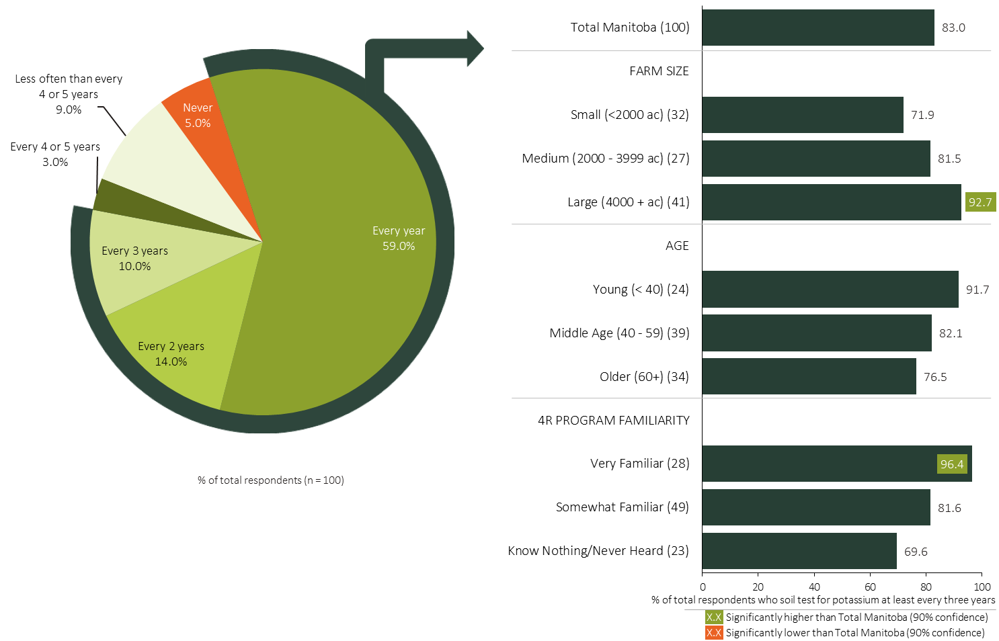 Less often than every
4 or 5 years
9.0%
Every 4 or 5 years
3.0%
Never
5.0%
Every year
59.0%
Every 3 years
10.0%
Every 2 years
14.0%
% of total respondents (n = 100)
Total Manitoba (100)
83.0
FARM SIZE
Small (<2000 ac) (32)
71.9
Medium (2000 - 3999 ac) (27)
81.5
Large (4000 + ac) (41)
92.7
AGE
Young (< 40) (24)
91.7
Middle Age (40 - 59) (39)
82.1
Older (60+) (34)
76.5
4R PROGRAM FAMILIARITY
Very Familiar (28)
96.4
Somewhat Familiar (49)
81.6
Know Nothing/Never Heard (23)
69.6
0 20 40 60 80 100
% of total respondents who soil test for potassium at least every three years
X.X Significantly higher than Total Manitoba (90% confidence)
X.X Significantly lower than Total Manitoba (90% confidence)